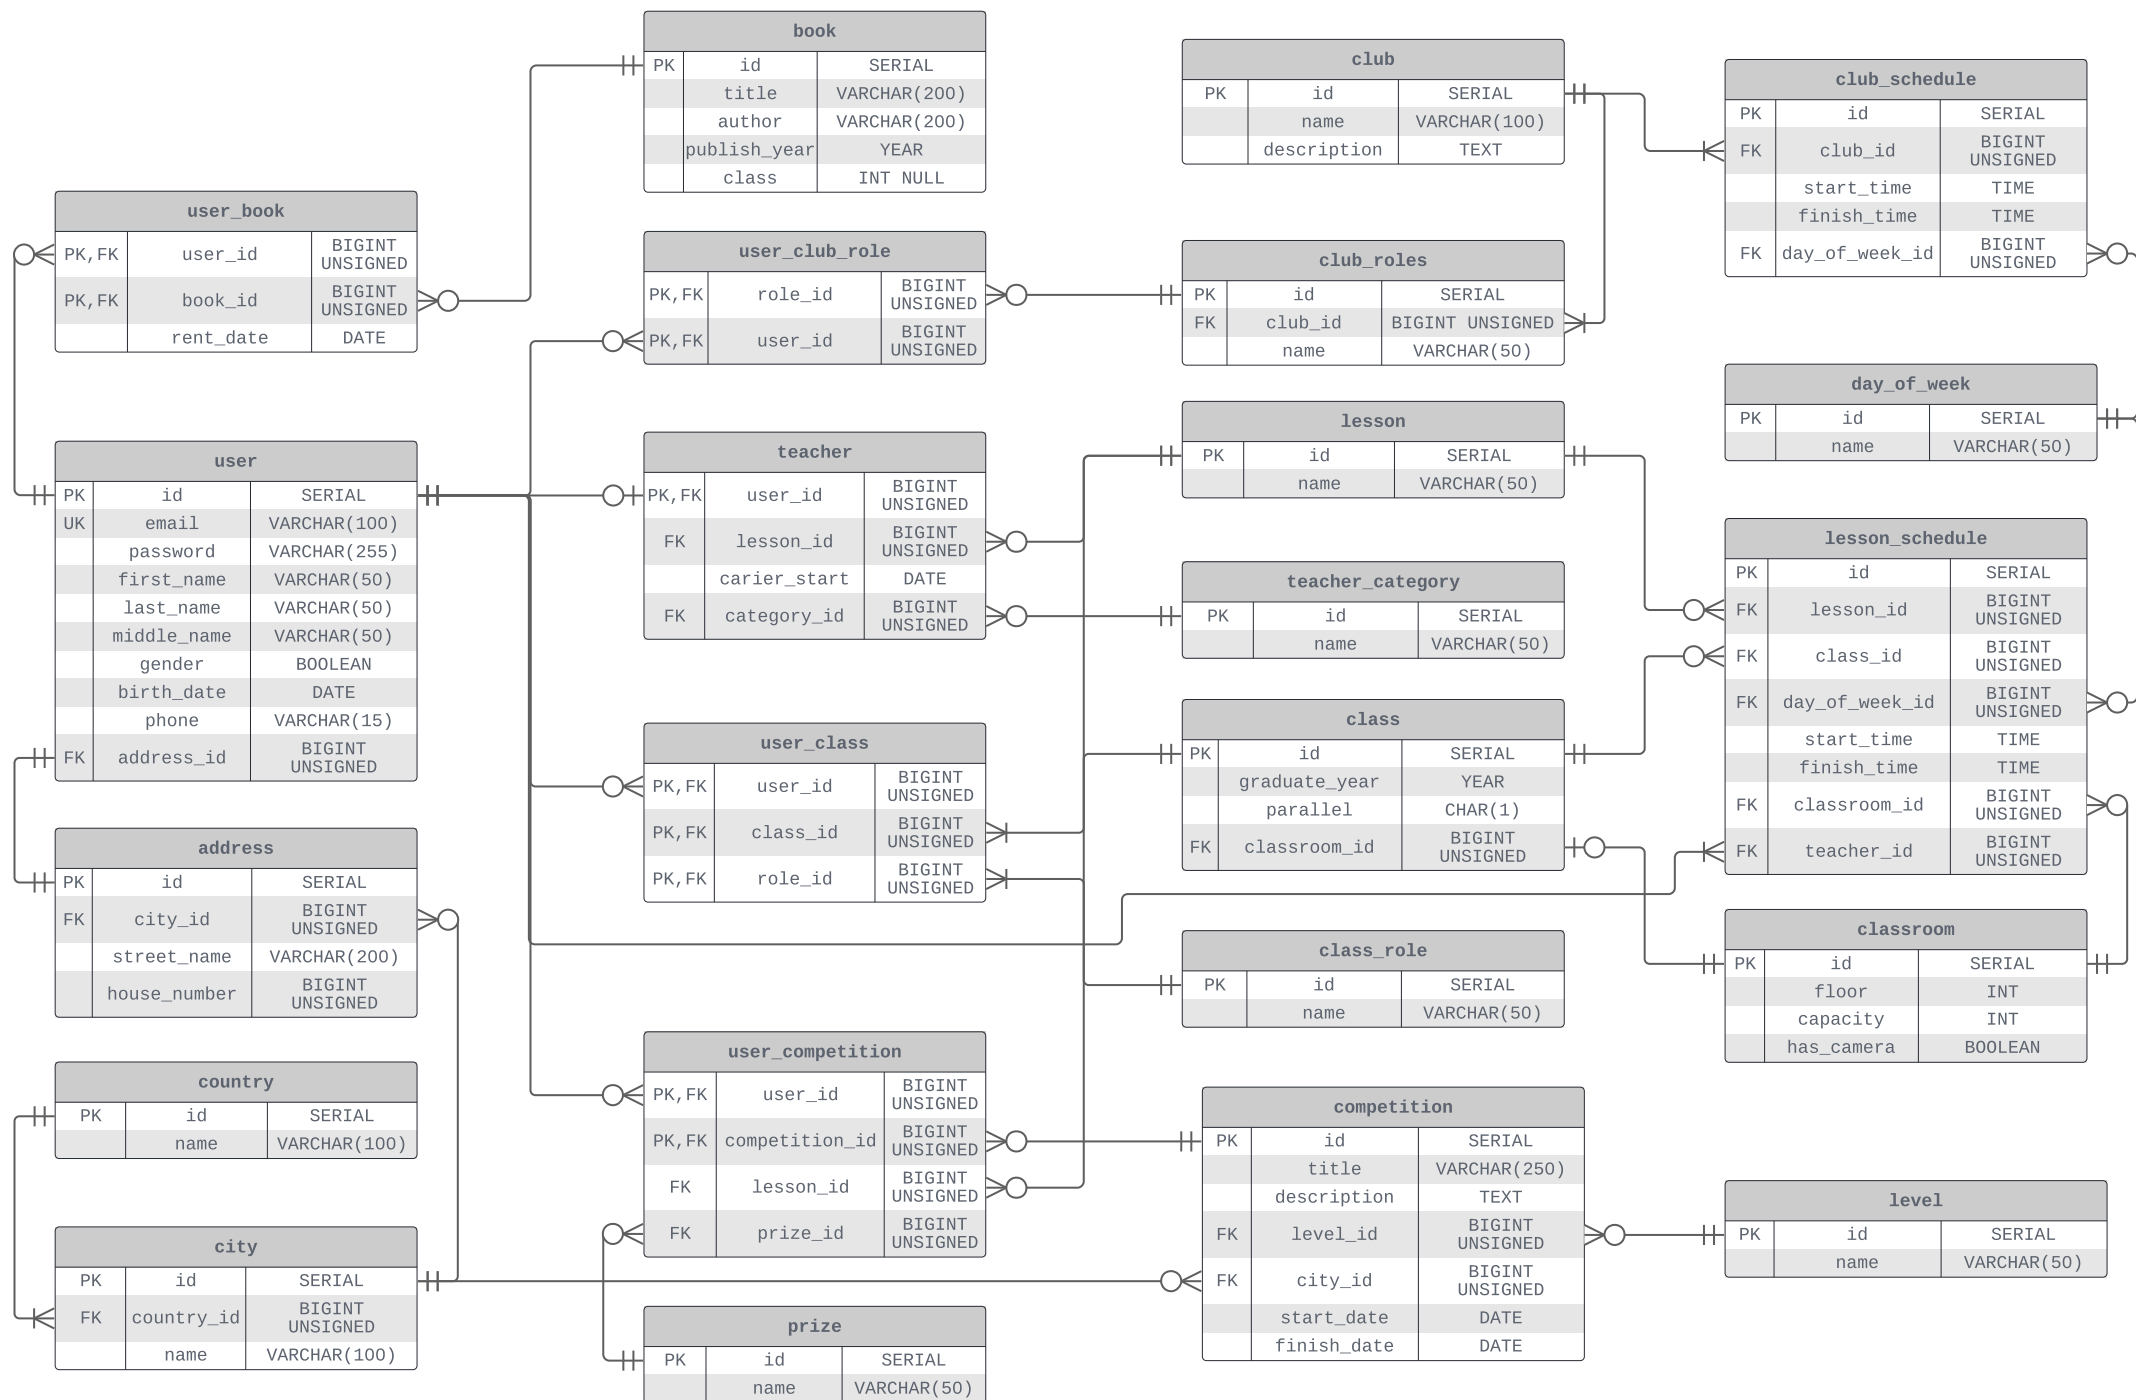 book
PK id SERIAL
title VARCHAR(200)
author VARCHAR(200)
publish_year YEAR
class INT NULL
club
PK id SERIAL
name VARCHAR(100)
description TEXT
club_schedule
PK id SERIAL
FK club_id BIGINT
UNSIGNED
start_time TIME
finish_time TIME
FK day_of_week_id BIGINT
UNSIGNED
user_book
PK,FK user_id BIGINT
UNSIGNED
PK,FK book_id BIGINT
UNSIGNED
rent_date DATE
user_club_role
PK,FK role_id BIGINT
UNSIGNED
PK,FK user_id BIGINT
UNSIGNED
club_roles
PK id SERIAL
FK club_id BIGINT UNSIGNED
name VARCHAR(50)
day_of_week
PK id SERIAL
name VARCHAR(50)
user
PK id SERIAL
UK email VARCHAR(100)
password VARCHAR(255)
first_name VARCHAR(50)
last_name VARCHAR(50)
middle_name VARCHAR(50)
gender BOOLEAN
birth_date DATE
phone VARCHAR(15)
FK address_id BIGINT
UNSIGNED
teacher
PK,FK user_id BIGINT
UNSIGNED
FK lesson_id BIGINT
UNSIGNED
carier_start DATE
FK category_id BIGINT
UNSIGNED
lesson
PK id SERIAL
name VARCHAR(50)
teacher_category
PK id SERIAL
name VARCHAR(50)
lesson_schedule
PK id SERIAL
FK lesson_id BIGINT
UNSIGNED
FK class_id BIGINT
UNSIGNED
FK day_of_week_id BIGINT
UNSIGNED
start_time TIME
finish_time TIME
FK classroom_id BIGINT
UNSIGNED
FK teacher_id BIGINT
UNSIGNED
user_class
PK,FK user_id BIGINT
UNSIGNED
PK,FK class_id BIGINT
UNSIGNED
PK,FK role_id BIGINT
UNSIGNED
class
PK id SERIAL
graduate_year YEAR
parallel CHAR(1)
FK classroom_id BIGINT
UNSIGNED
address
PK id SERIAL
FK city_id BIGINT
UNSIGNED
street_name VARCHAR(200)
house_number BIGINT
UNSIGNED
class_role
PK id SERIAL
name VARCHAR(50)
classroom
PK id SERIAL
floor INT
capacity INT
has_camera BOOLEAN
country
PK id SERIAL
name VARCHAR(100)
user_competition
PK,FK user_id BIGINT
UNSIGNED
PK,FK competition_id BIGINT
UNSIGNED
FK lesson_id BIGINT
UNSIGNED
FK prize_id BIGINT
UNSIGNED
competition
PK id SERIAL
title VARCHAR(250)
description TEXT
FK level_id BIGINT
UNSIGNED
FK city_id BIGINT
UNSIGNED
start_date DATE
finish_date DATE
level
PK id SERIAL
name VARCHAR(50)
city
PK id SERIAL
FK country_id BIGINT
UNSIGNED
name VARCHAR(100)
prize
PK id SERIAL
name VARCHAR(50)